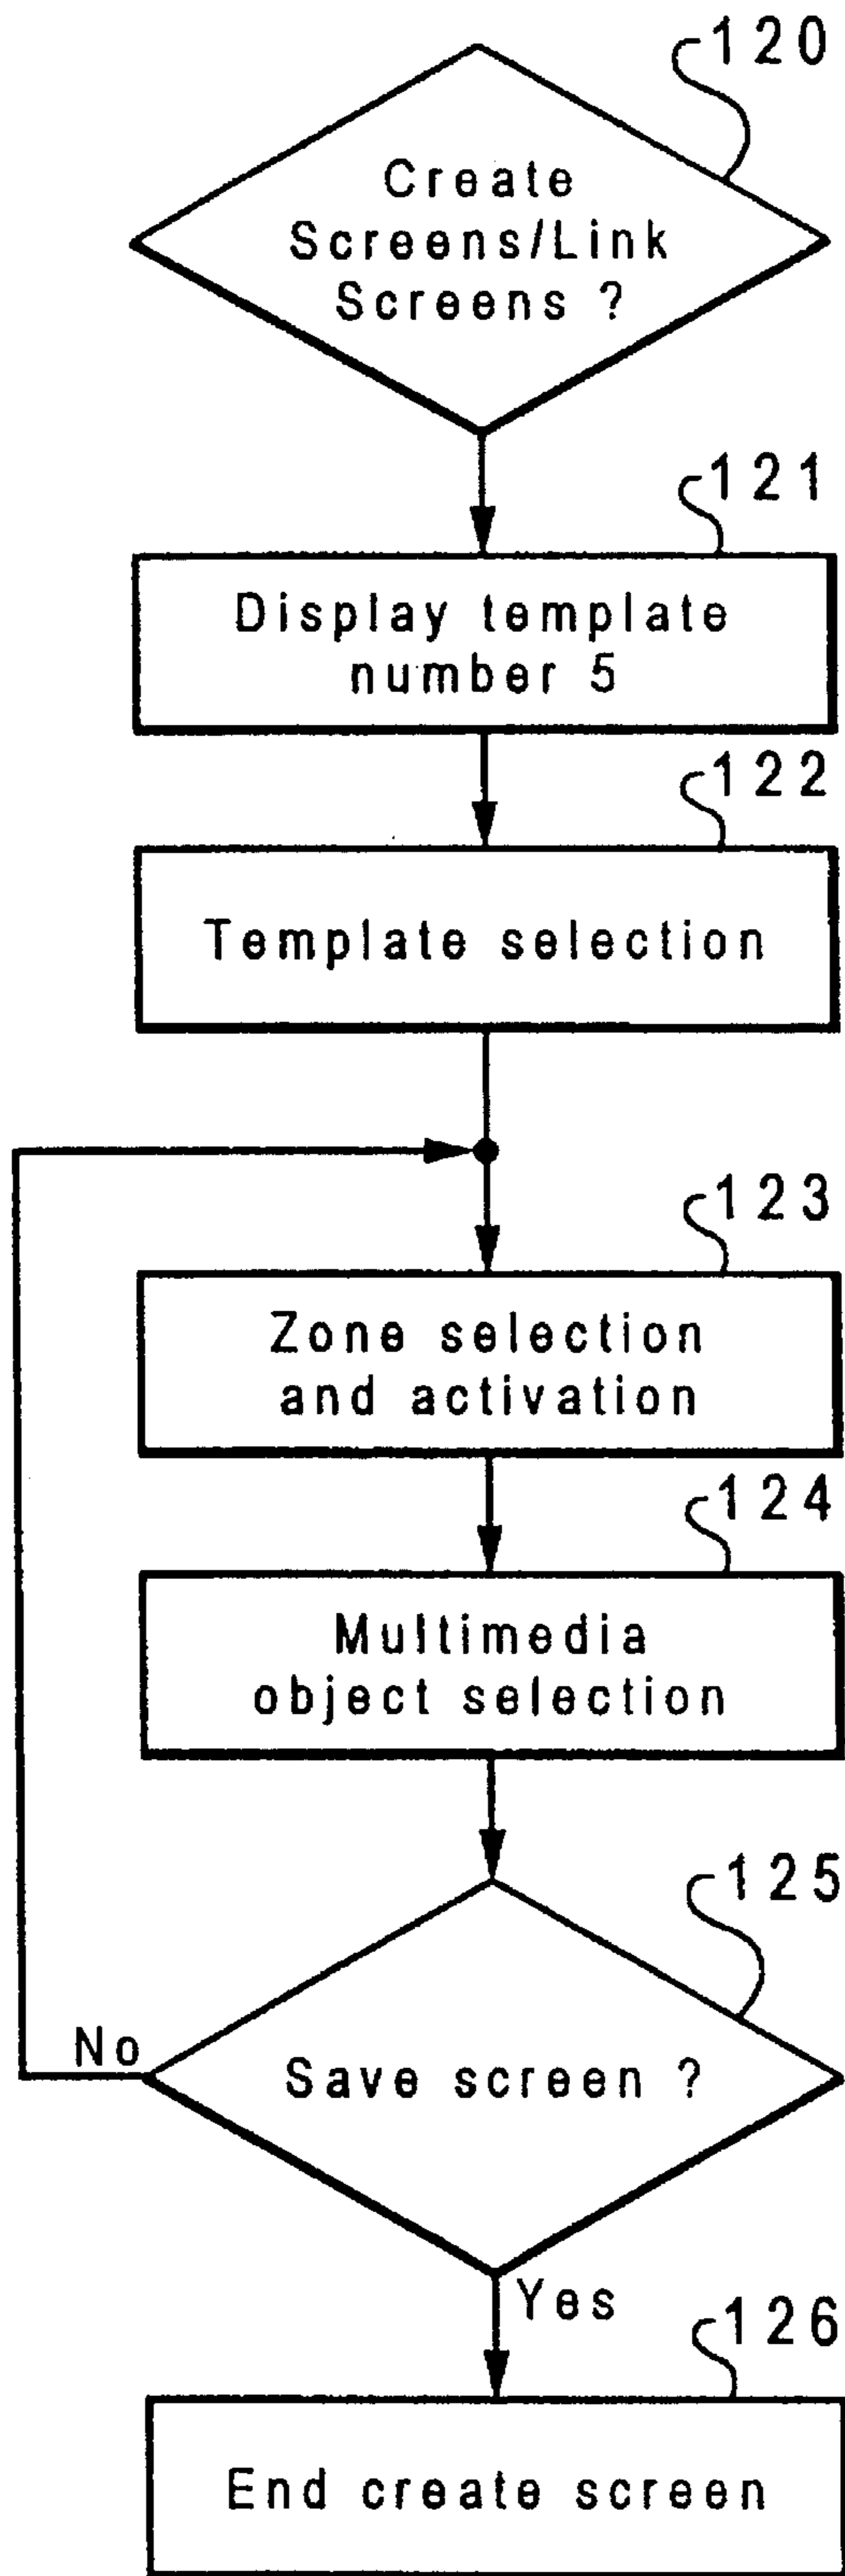 120
Create
Screens/Link
Screens ?
121
Display template
number 5
122
Template selection
123
Zone selection
and activation
124
Multimedia
object selection
125
No
Save screen ?
Yes
126
End create screen